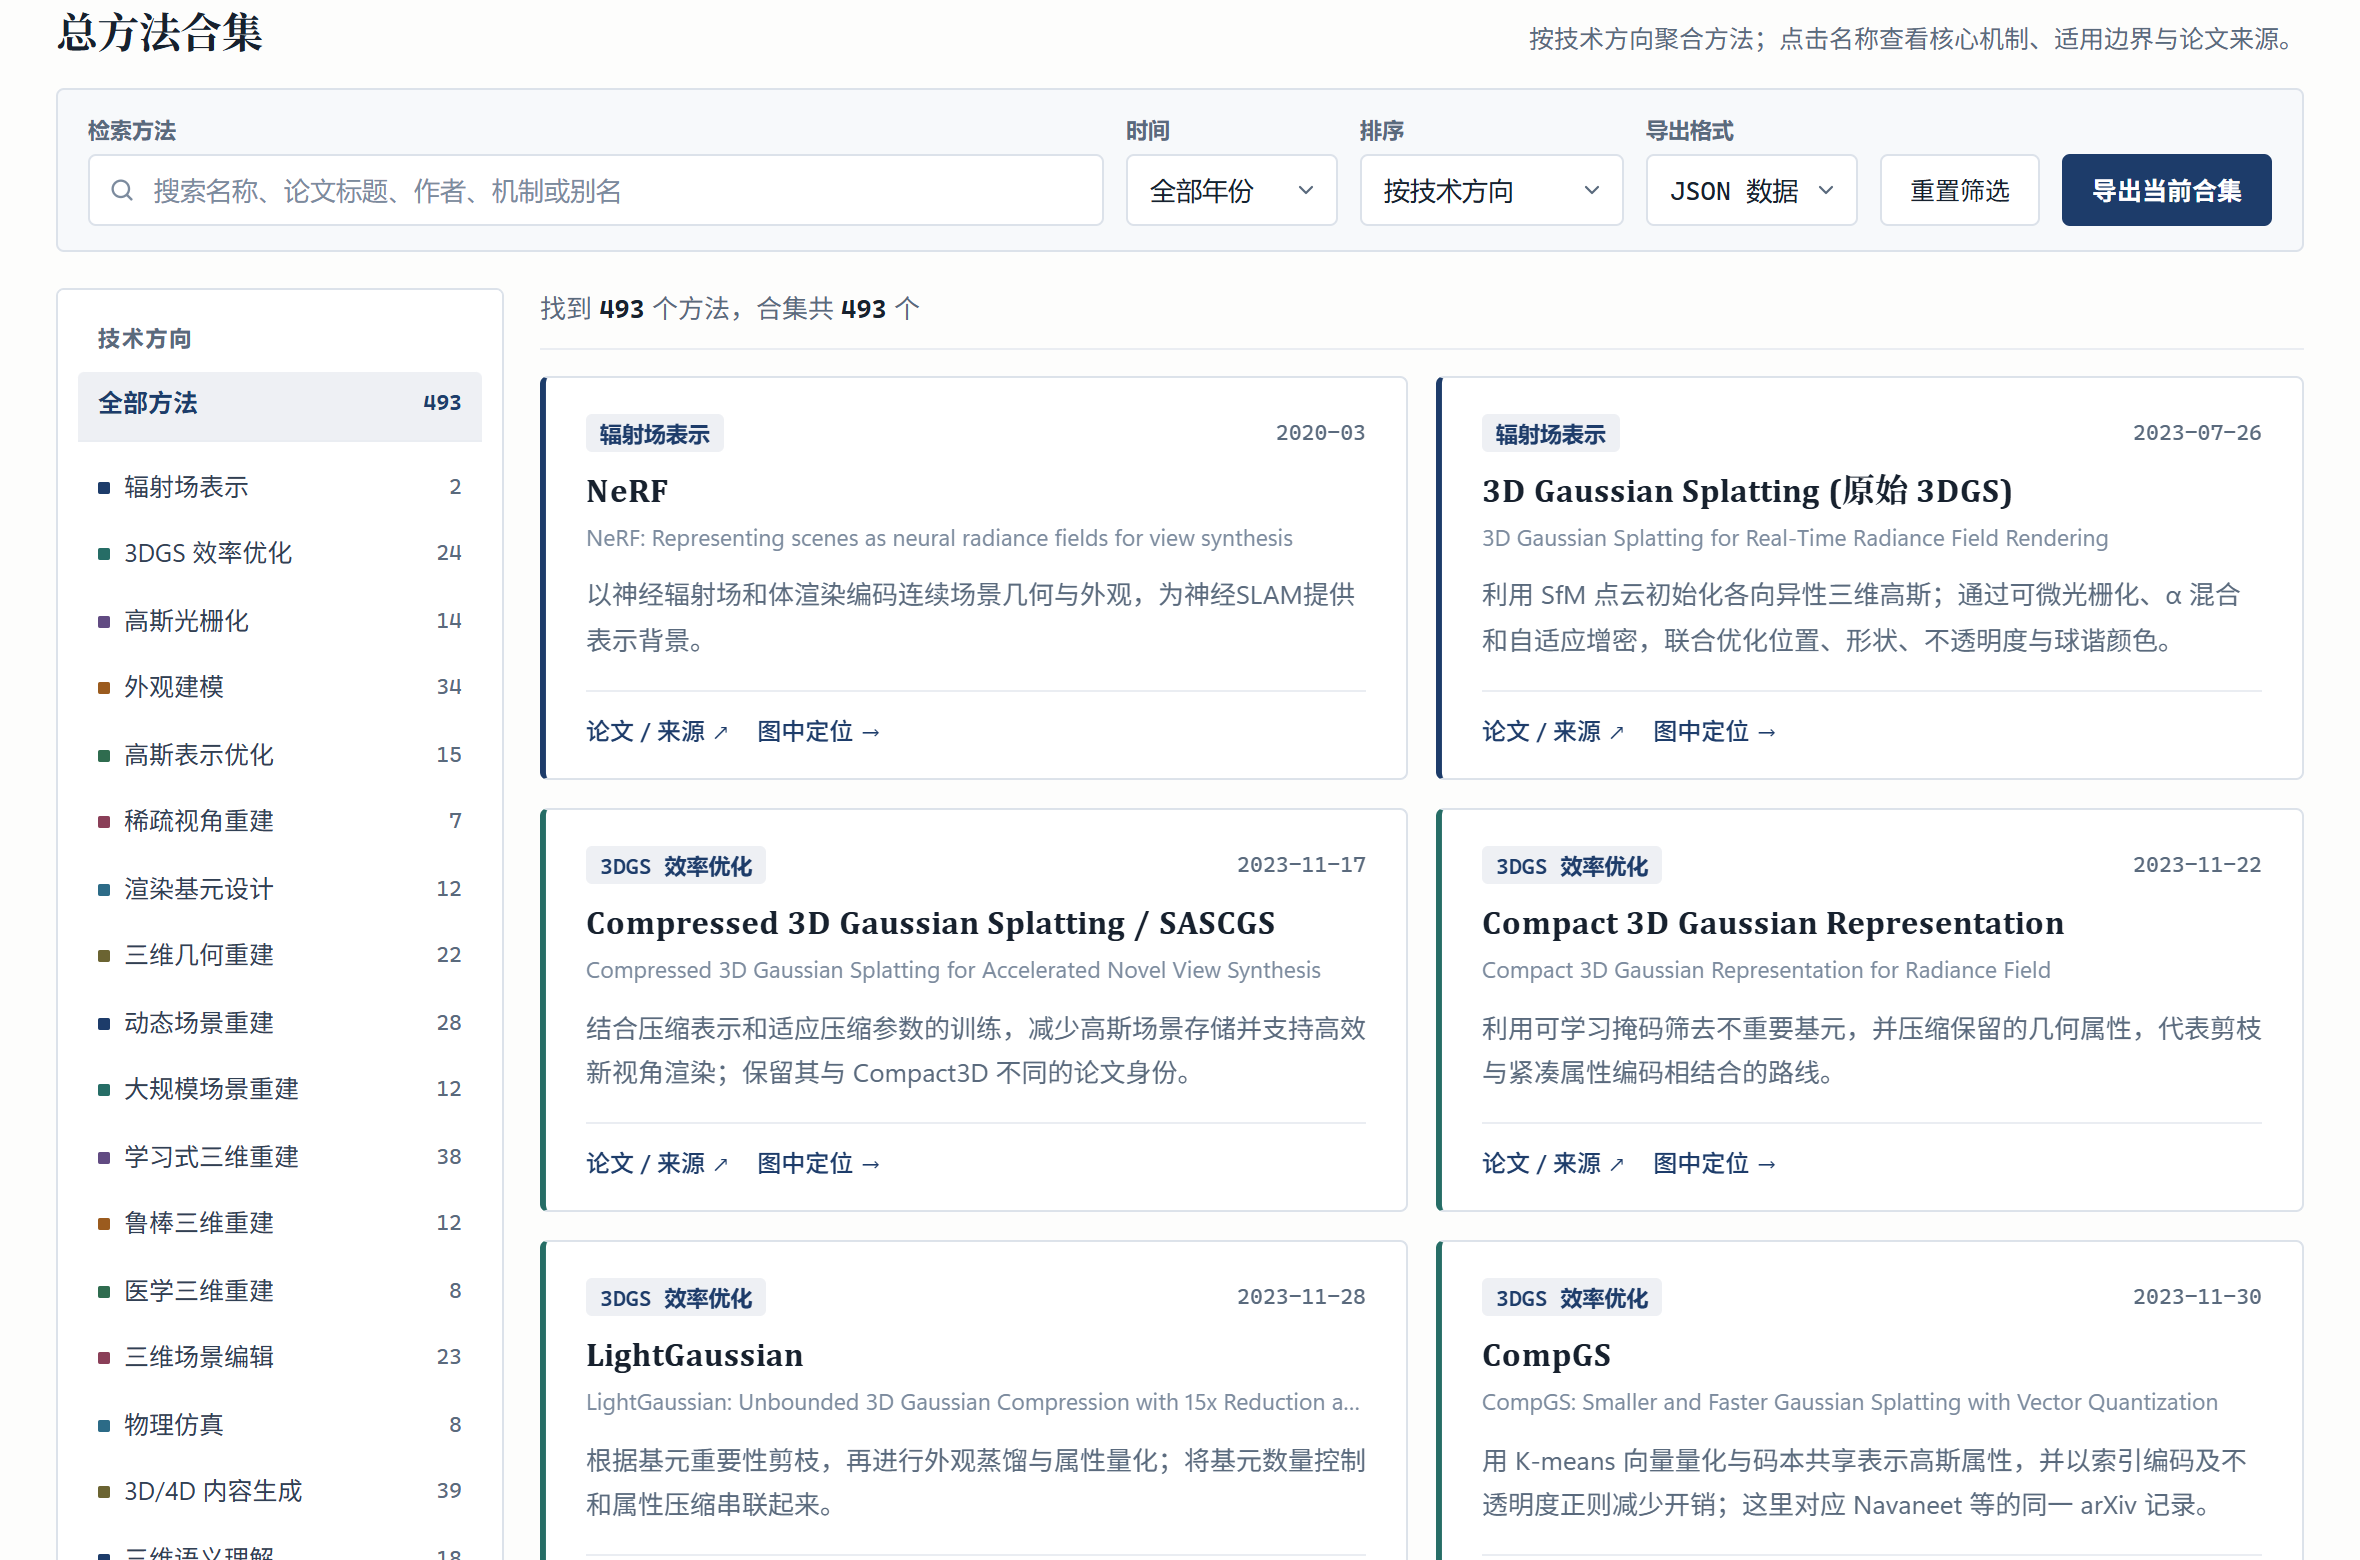 总方法合集
按技术方向聚合方法；点击名称查看核心机制、适用边界与论文来源。
检索方法
搜索名称、论文标题、作者、机制或别名
时间
全部年份
排序
按技术方向
导出格式
JSON 数据
重置筛选
导出当前合集
技术方向
全部方法 493
辐射场表示 2
3DGS 效率优化 24
高斯光栅化 14
外观建模 34
高斯表示优化 15
稀疏视角重建 7
渲染基元设计 12
三维几何重建 22
动态场景重建 28
大规模场景重建 12
学习式三维重建 38
鲁棒三维重建 12
医学三维重建 8
三维场景编辑 23
物理仿真 8
3D/4D 内容生成 39
三维语义理解 18
找到 493 个方法，合集共 493 个
辐射场表示 2020-03
NeRF
NeRF: Representing scenes as neural radiance fields for view synthesis
以神经辐射场和体渲染编码连续场景几何与外观，为神经SLAM提供
表示背景。
论文 / 来源 ↗ 图中定位 →
辐射场表示 2023-07-26
3D Gaussian Splatting (原始 3DGS)
3D Gaussian Splatting for Real-Time Radiance Field Rendering
利用 SfM 点云初始化各向异性三维高斯；通过可微光栅化、α 混合
和自适应增密，联合优化位置、形状、不透明度与球谐颜色。
论文 / 来源 ↗ 图中定位 →
3DGS 效率优化 2023-11-17
Compressed 3D Gaussian Splatting / SASCGS
Compressed 3D Gaussian Splatting for Accelerated Novel View Synthesis
结合压缩表示和适应压缩参数的训练，减少高斯场景存储并支持高效
新视角渲染；保留其与 Compact3D 不同的论文身份。
论文 / 来源 ↗ 图中定位 →
3DGS 效率优化 2023-11-22
Compact 3D Gaussian Representation
Compact 3D Gaussian Representation for Radiance Field
利用可学习掩码筛去不重要基元，并压缩保留的几何属性，代表剪枝
与紧凑属性编码相结合的路线。
论文 / 来源 ↗ 图中定位 →
3DGS 效率优化 2023-11-28
LightGaussian
LightGaussian: Unbounded 3D Gaussian Compression with 15x Reduction a...
根据基元重要性剪枝，再进行外观蒸馏与属性量化；将基元数量控制
和属性压缩串联起来。
3DGS 效率优化 2023-11-30
CompGS
CompGS: Smaller and Faster Gaussian Splatting with Vector Quantization
用 K-means 向量量化与码本共享表示高斯属性，并以索引编码及不
透明度正则减少开销；这里对应 Navaneet 等的同一 arXiv 记录。